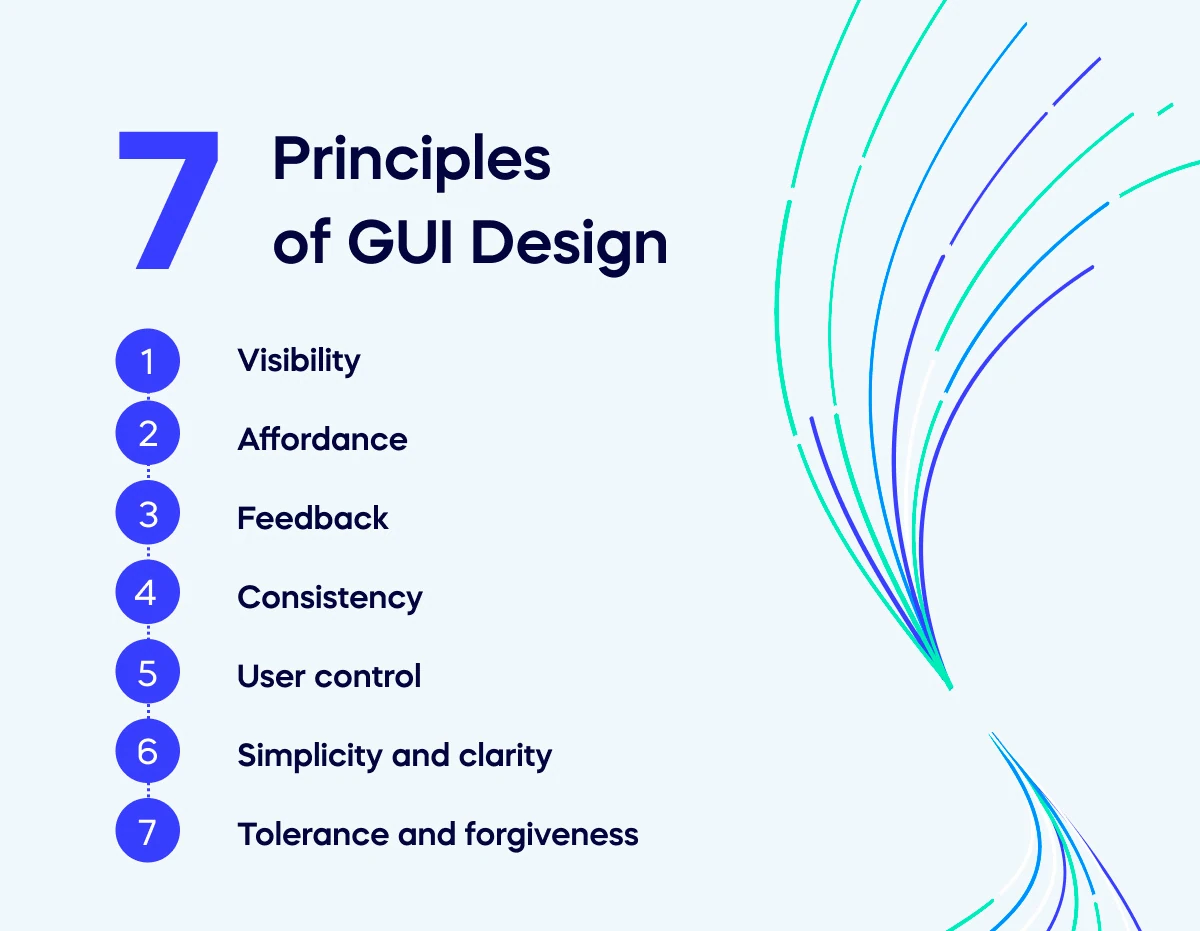 7 Principles
of GUI Design
1 Visibility
2 Affordance
3 Feedback
4 Consistency
5 User control
6 Simplicity and clarity
7 Tolerance and forgiveness